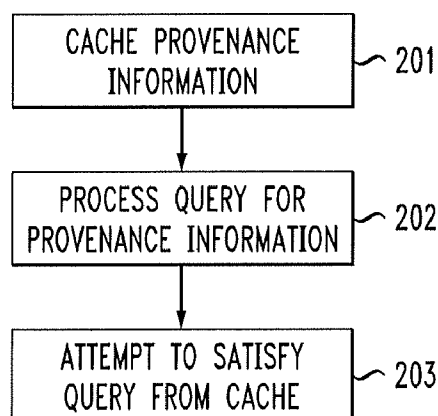 CACHE PROVENANCE
INFORMATION
201
PROCESS QUERY FOR
PROVENANCE INFORMATION
202
ATTEMPT TO SATISFY
QUERY FROM CACHE
203